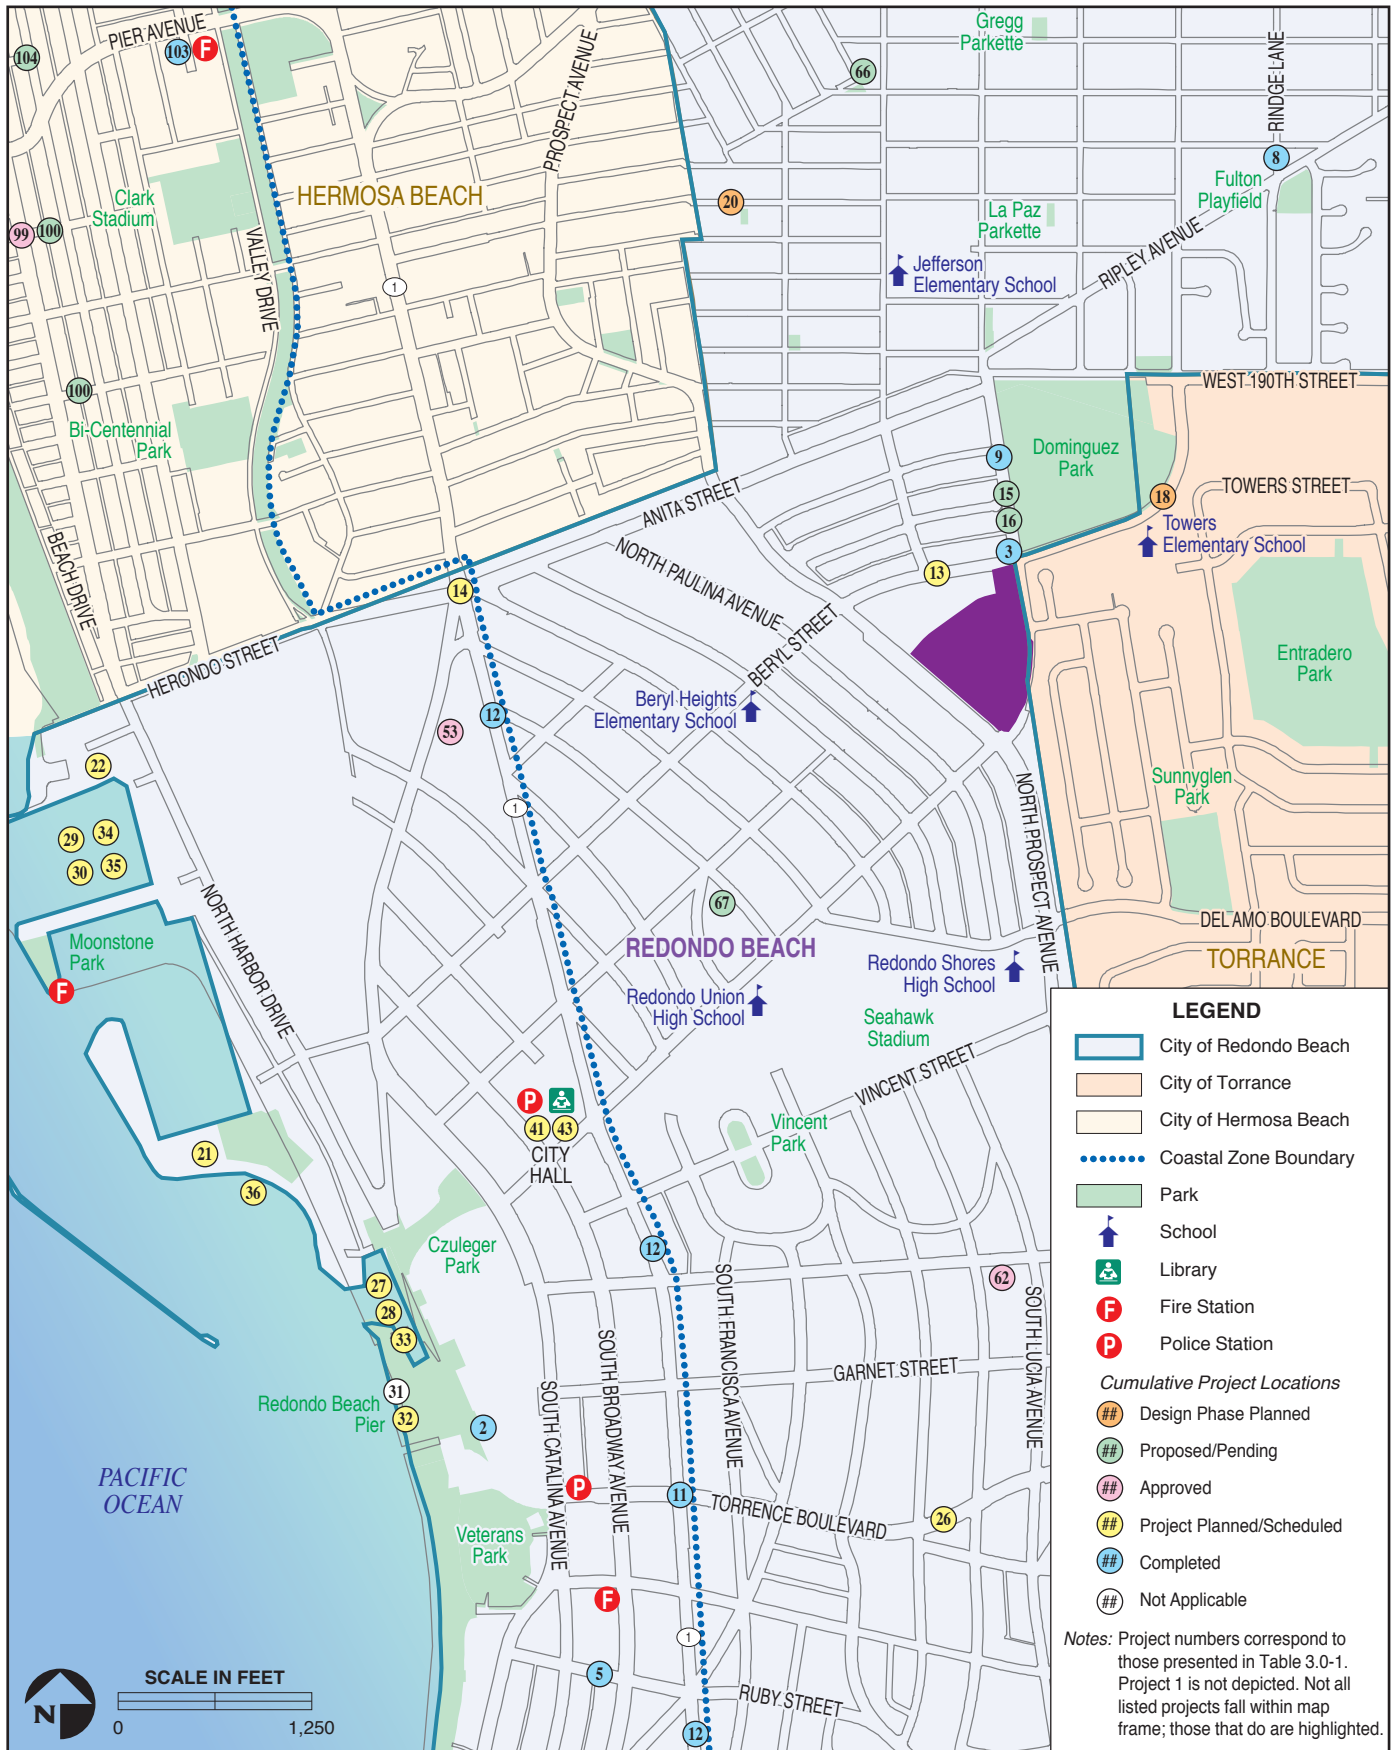 PIER AVENUE
104
103
F
PROSPECT AVENUE
Gregg
Parkette
66
RINDGE LANE
8
Clark
Stadium
HERMOSA BEACH
20
Fulton
Playfield
La Paz
Parkette
99
100
VALLEY DRIVE
RIPLEY AVENUE
Jefferson
Elementary School
1
100
WEST 190TH STREET
Bi-Centennial
Park
9
Dominguez
Park
ANITA STREET
15
18
TOWERS STREET
16
Towers
Elementary School
BEACH DRIVE
NORTH PAULINA AVENUE
3
13
14
BERYL STREET
HERONDO STREET
Entradero
Park
Beryl Heights
Elementary School
12
53
22
Sunnyglen
Park
1
NORTH PROSPECT AVENUE
29
34
30
35
NORTH HARBOR DRIVE
67
DEL AMO BOULEVARD
Moonstone
Park
REDONDO BEACH
TORRANCE
Redondo Shores
High School
F
Redondo Union
High School
Seahawk
Stadium
VINCENT STREET
P
41
43
CITY
HALL
Vincent
Park
21
36
Czuleger
Park
12
27
SOUTH FRANCISCA AVENUE
62
SOUTH LUCIA AVENUE
28
33
SOUTH BROADWAY AVENUE
GARNET STREET
31
SOUTH CATALINA AVENUE
Redondo Beach
Pier
32
2
PACIFIC
OCEAN
P
11
TORRENCE BOULEVARD
26
Veterans
Park
F
1
5
RUBY STREET
12
N
SCALE IN FEET
0
1,250
LEGEND
City of Redondo Beach
City of Torrance
City of Hermosa Beach
Coastal Zone Boundary
Park
School
Library
F Fire Station
P Police Station
Cumulative Project Locations
## Design Phase Planned
## Proposed/Pending
## Approved
## Project Planned/Scheduled
## Completed
## Not Applicable
Notes: Project numbers correspond to
those presented in Table 3.0-1.
Project 1 is not depicted. Not all
listed projects fall within map
frame; those that do are highlighted.